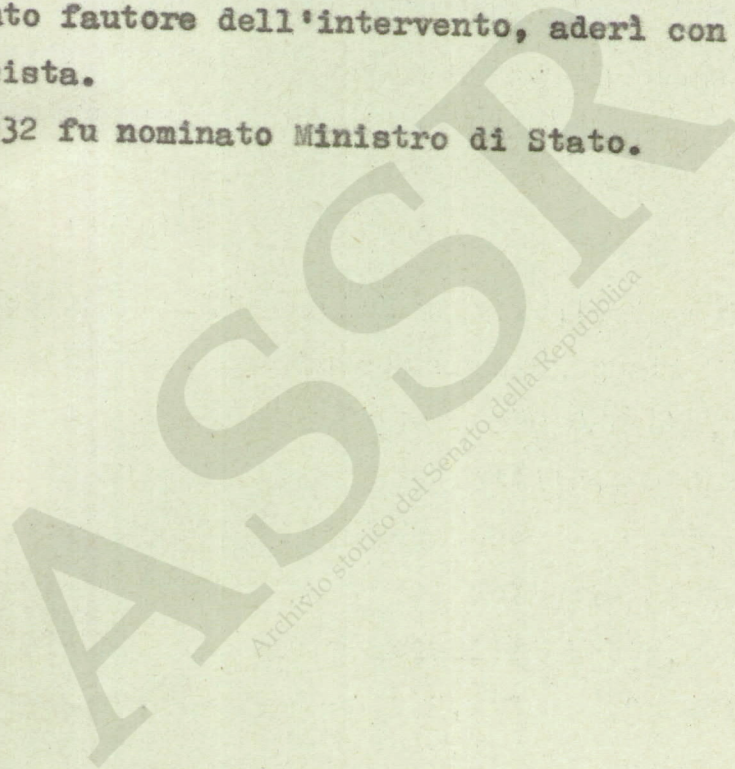 ato fautore dell'intervento, aderì con
ista.
32 fu nominato Ministro di Stato.
ASSR
Archivio storico del Senato della Repubblica